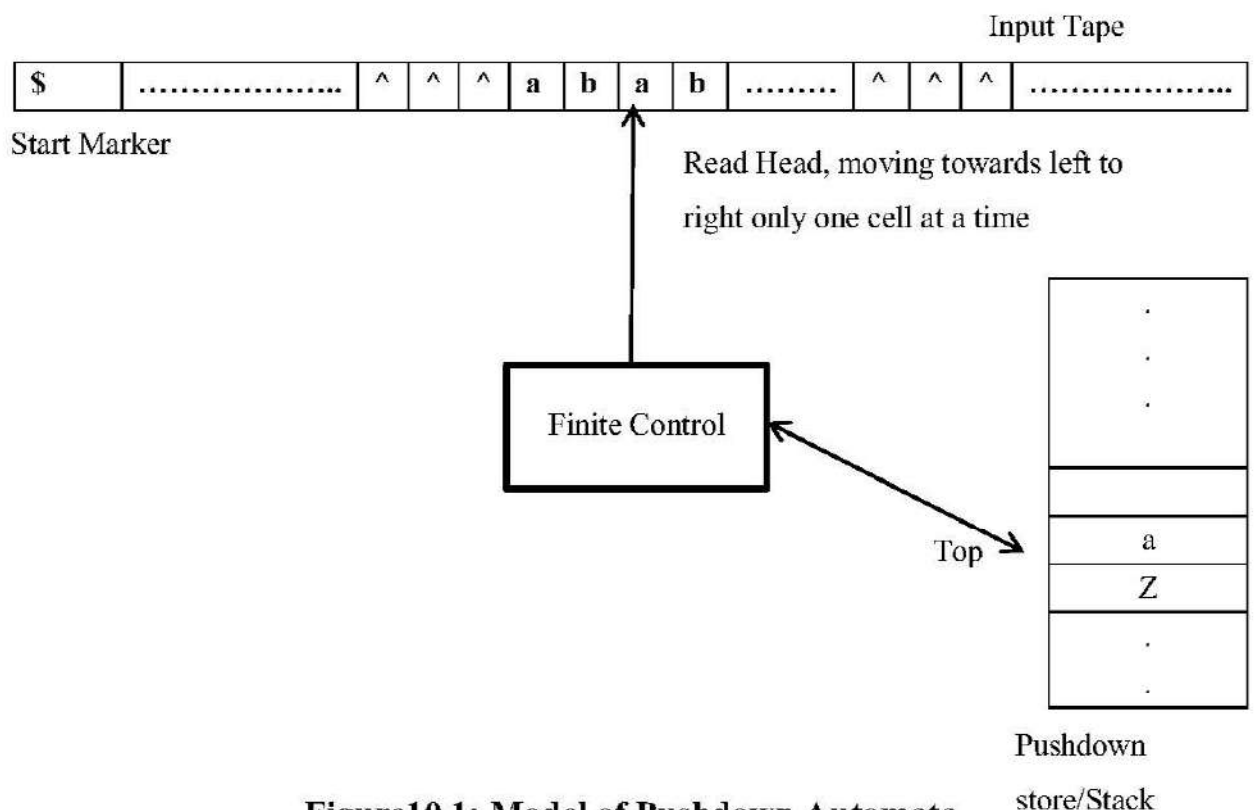 Input Tape
$ .................... ^ ^ ^ a b a b ......... ^ ^ ^ ....................
Start Marker
Read Head, moving towards left to
right only one cell at a time
.
.
.
Finite Control
Top
a
Z
.
.
Pushdown
store/Stack
Figure10.1: Model of Pushdown Automata